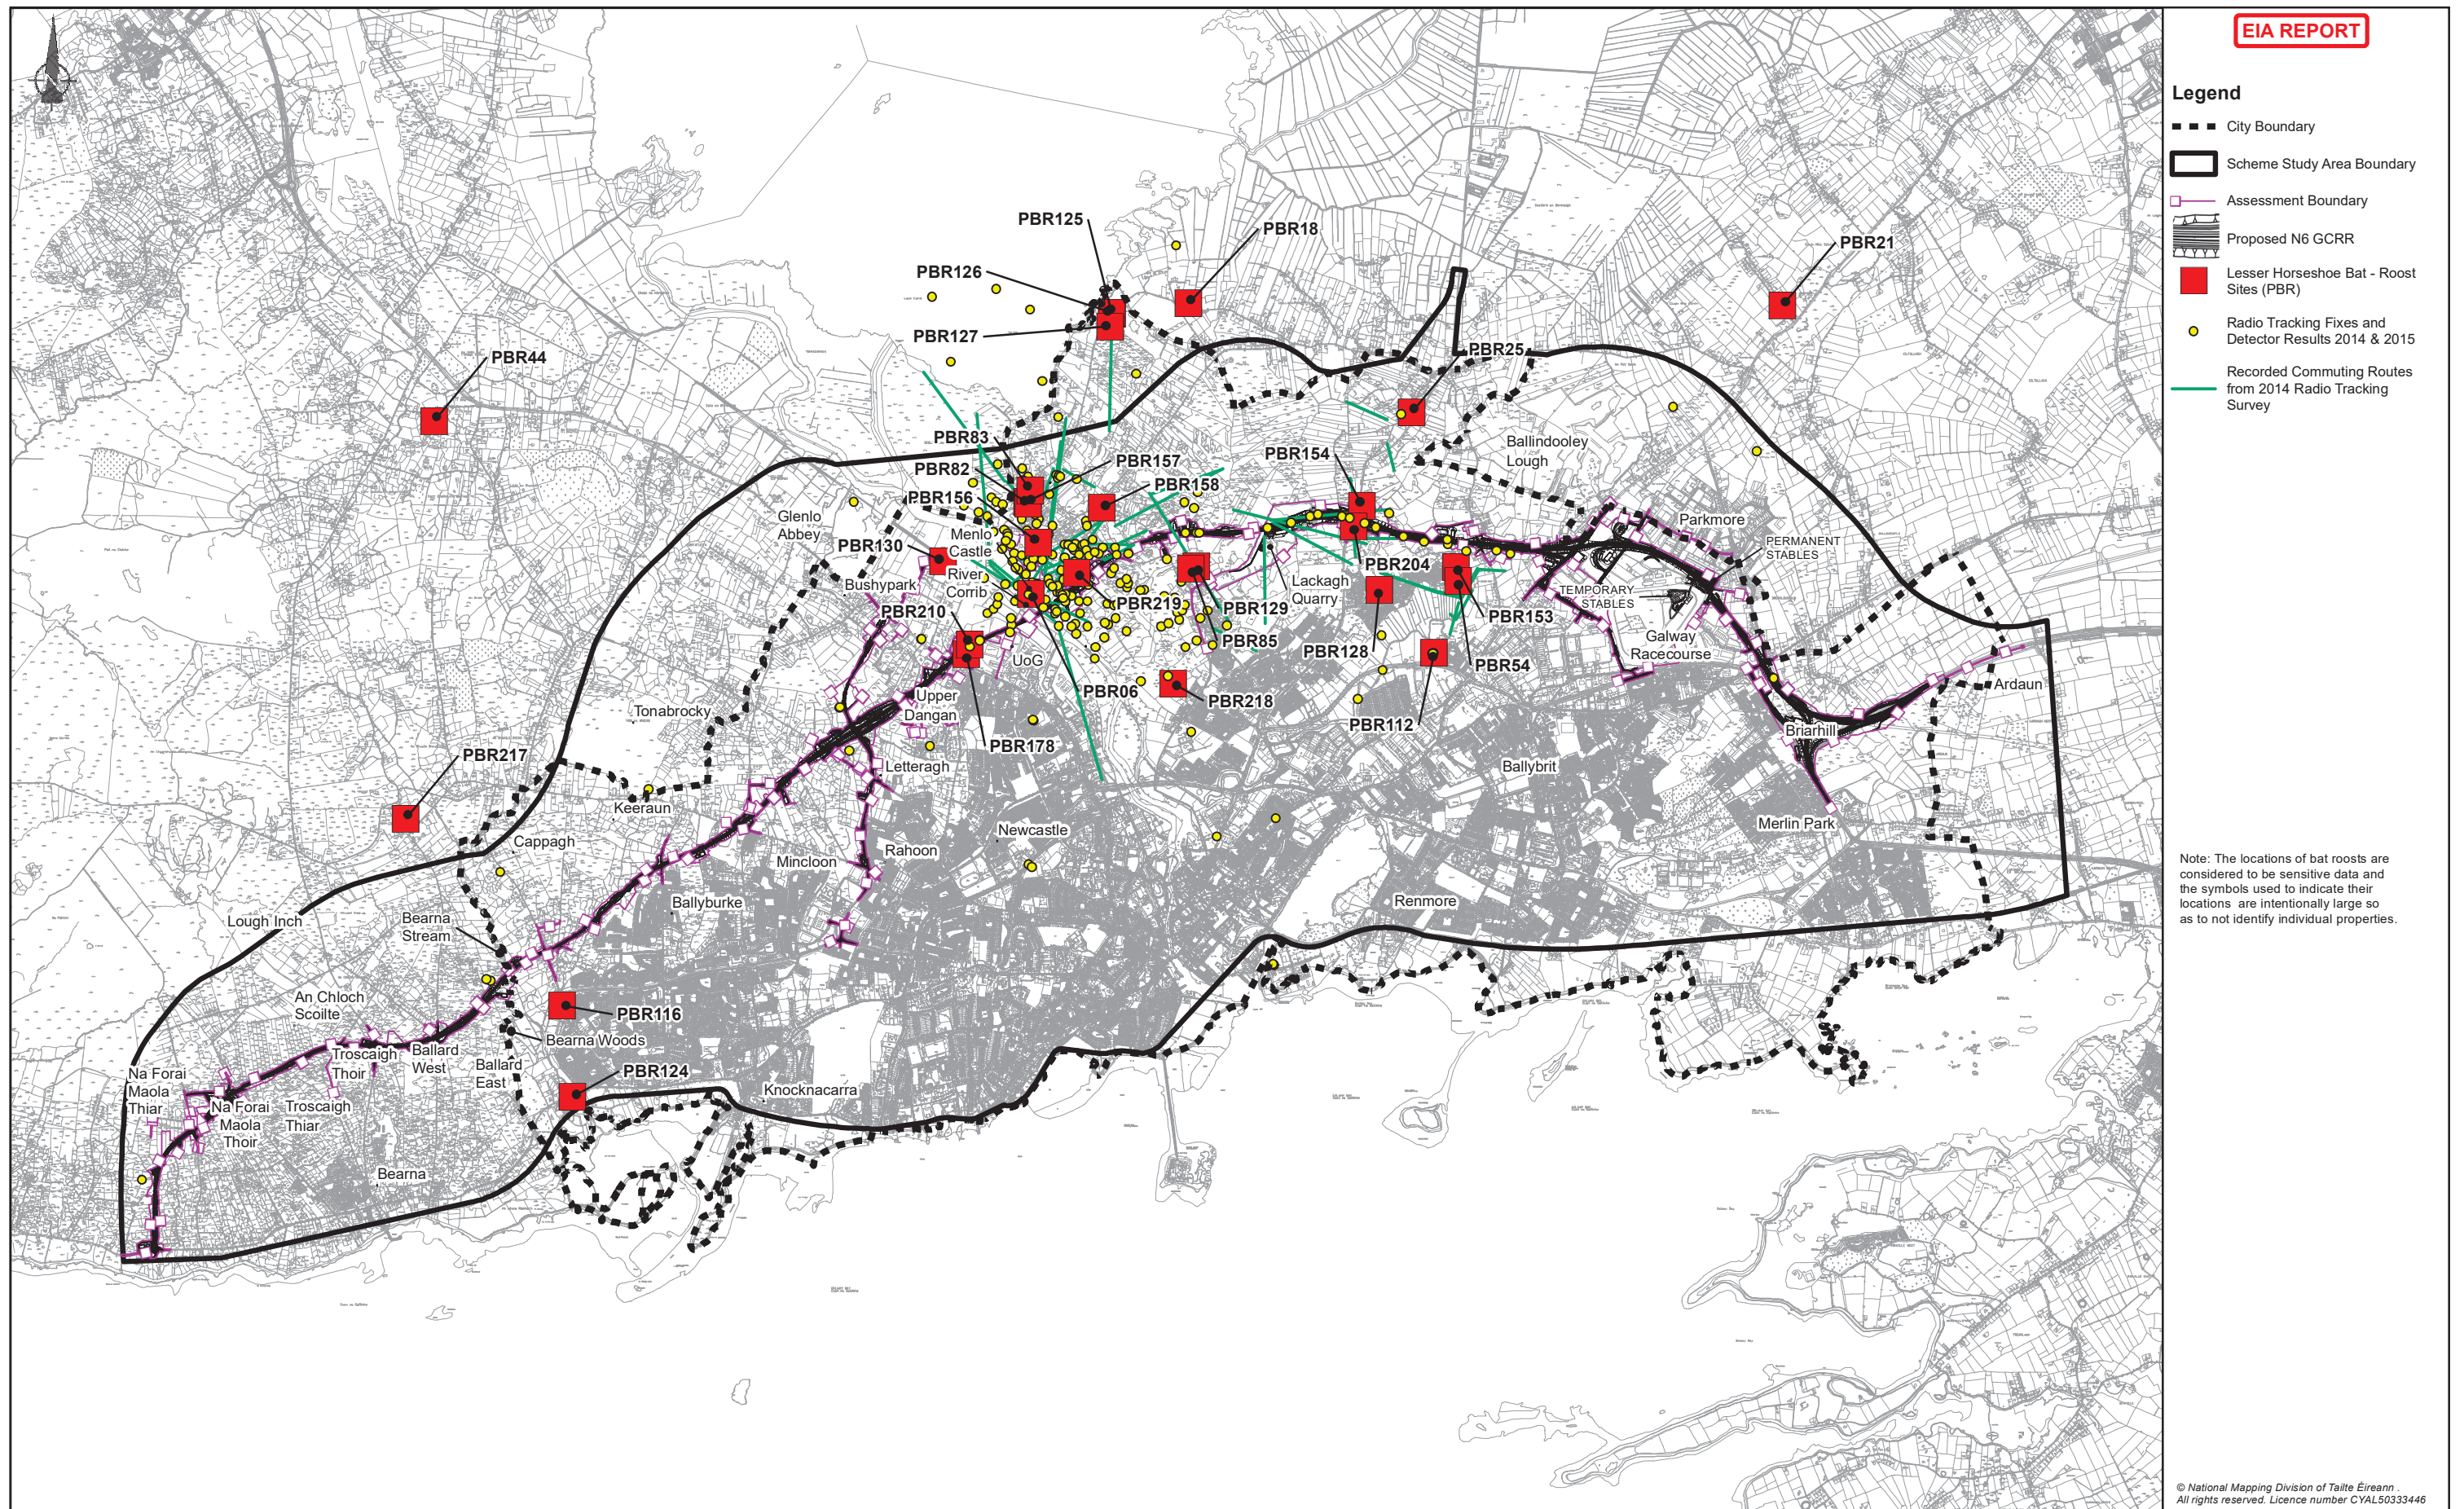 EIA REPORT
Legend
City Boundary
Scheme Study Area Boundary
Assessment Boundary
Proposed N6 GCRR
Lesser Horseshoe Bat - Roost
Sites (PBR)
Radio Tracking Fixes and
Detector Results 2014 & 2015
Recorded Commuting Routes
from 2014 Radio Tracking
Survey
Note: The locations of bat roosts are
considered to be sensitive data and
the symbols used to indicate their
locations are intentionally large so
as to not identify individual properties.
© National Mapping Division of Tailte Éireann .
All rights reserved. Licence number CYAL50333446
PBR125
PBR18
PBR21
PBR126
PBR127
PBR25
PBR44
PBR83
PBR82
PBR157
PBR154
Ballindooley
Lough
PBR158
PBR156
Glenlo
Abbey
Parkmore
Menlo
Castle
PBR130
PERMANENT
STABLES
River
Corrib
Bushypark
PBR204
Lackagh
Quarry
TEMPORARY
STABLES
PBR219
PBR129
PBR210
PBR153
PBR85
Galway
Racecourse
PBR128
UoG
PBR54
PBR06
Ardaun
Upper
Dangan
PBR218
Tonabrocky
PBR112
Briarhill
PBR178
PBR217
Letteragh
Ballybrit
Keeraun
Merlin Park
Newcastle
Cappagh
Rahoon
Mincloon
Ballyburke
Renmore
Lough Inch
Bearna
Stream
An Chloch
Scoilte
PBR116
Bearna Woods
Troscaigh
Thoir
Ballard
West
Ballard
East
PBR124
Na Forai
Maola
Thiar
Knocknacarra
Na Forai
Maola
Thoir
Troscaigh
Thiar
Bearna